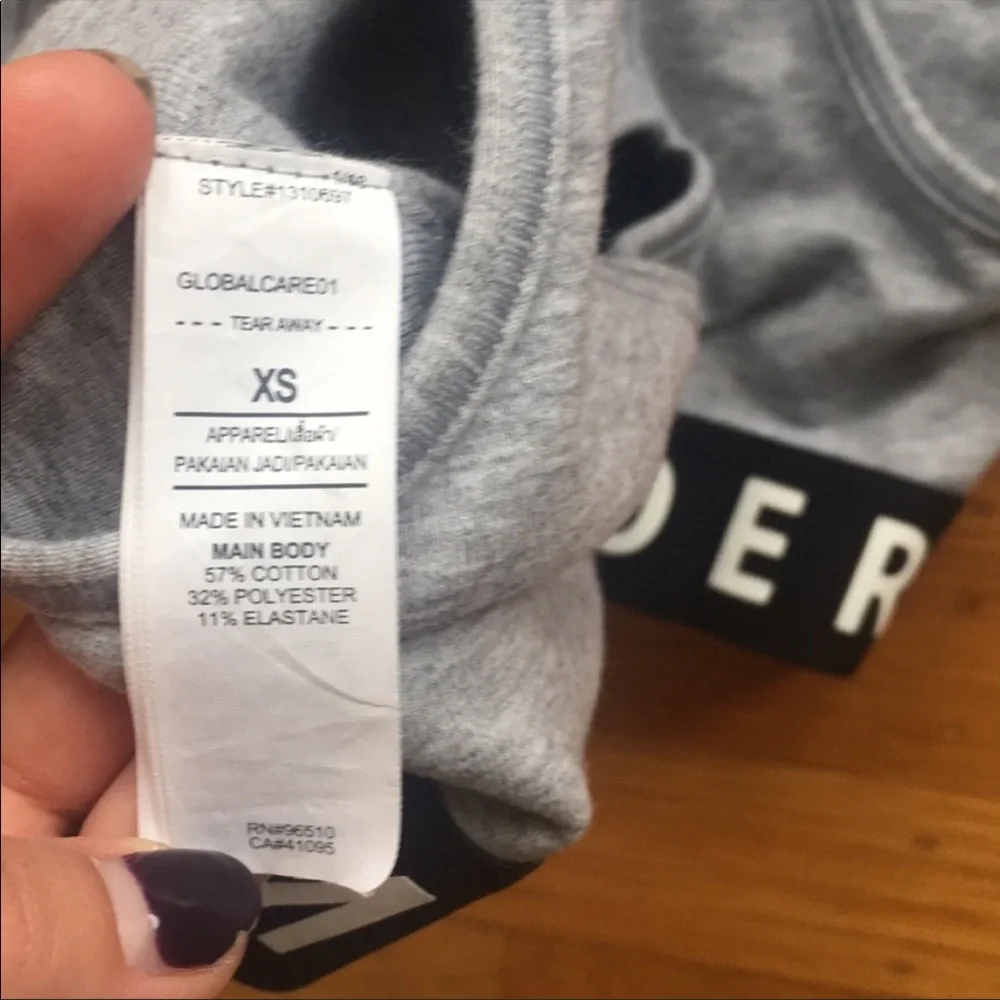 STYLE#1310697
GLOBALCARE01
--- TEAR AWAY ---
XS
APPAREL/เสื้อผ้า/
PAKAIAN JADI/PAKAIAN
MADE IN VIETNAM
MAIN BODY
57% COTTON
32% POLYESTER
11% ELASTANE
RN#96510
CA#41095
DER